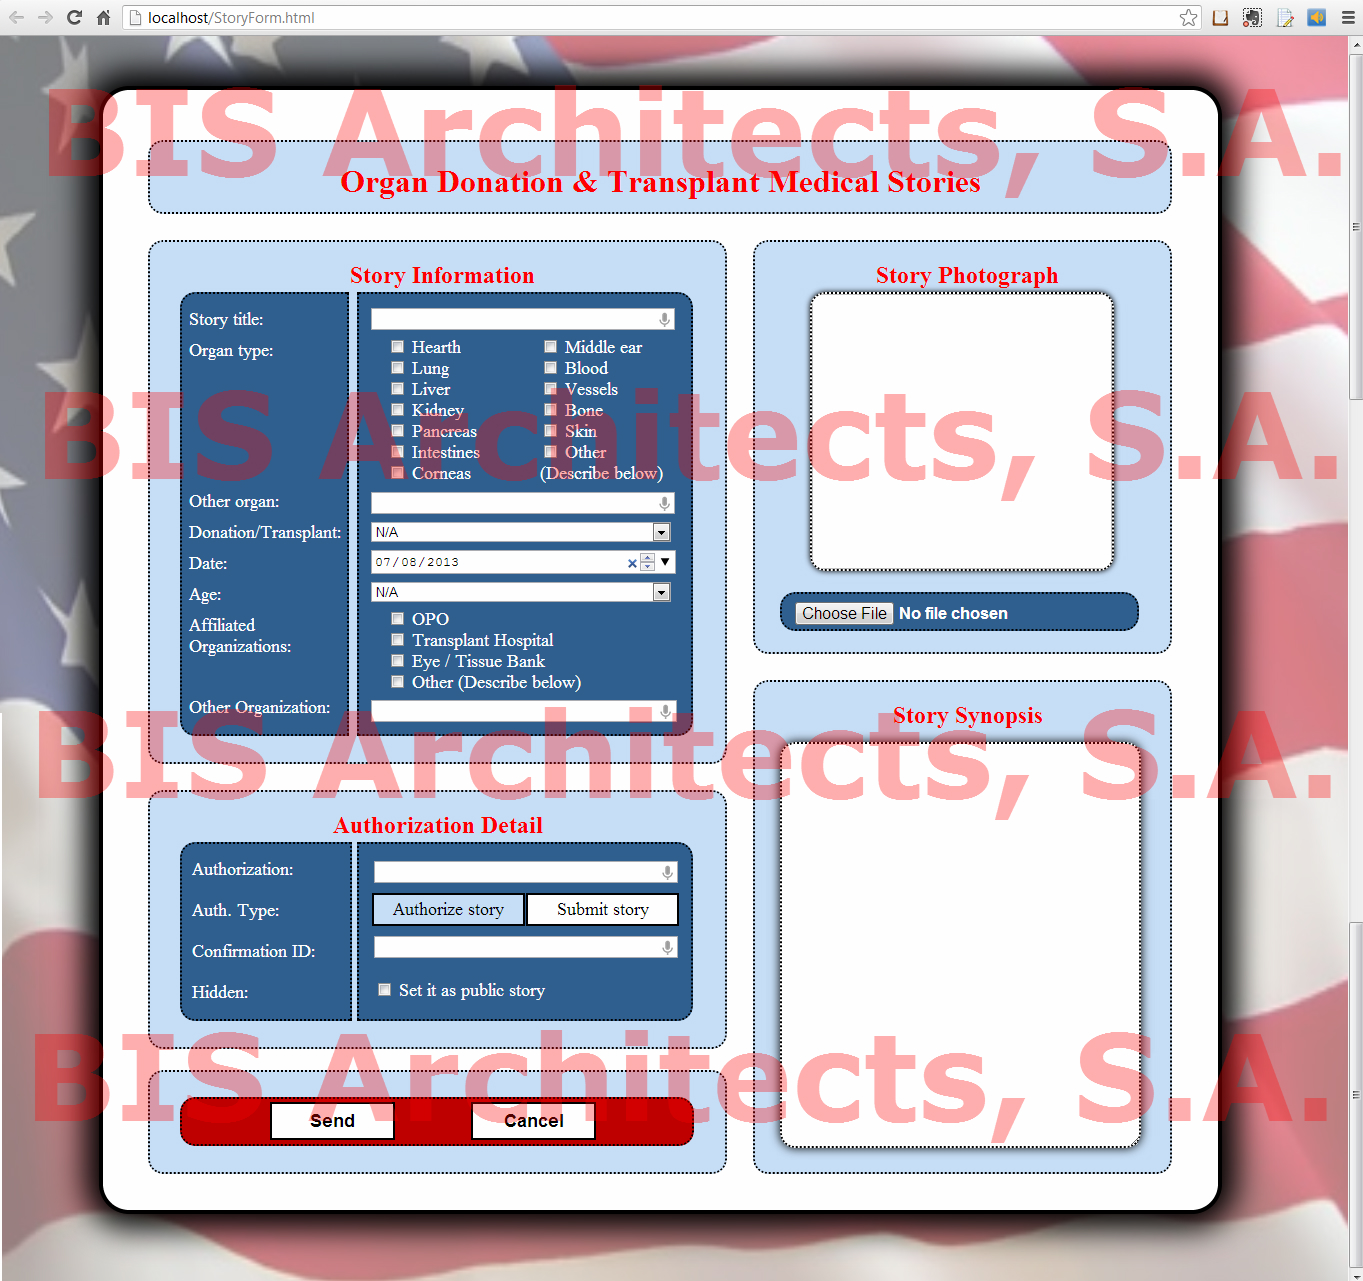 localhost/StoryForm.html
BIS Architects, S.A.
Organ Donation & Transplant Medical Stories
Story Information
Story title:
Organ type:
Hearth
Middle ear
Lung
Blood
Liver
Vessels
Kidney
Bone
Pancreas
Skin
Intestines
Other
Corneas
(Describe below)
Other organ:
Donation/Transplant:
N/A
Date:
07/08/2013
Age:
N/A
Affiliated
Organizations:
OPO
Transplant Hospital
Eye / Tissue Bank
Other (Describe below)
Other Organization:
Story Photograph
BIS Architects, S.A.
Choose File No file chosen
Authorization Detail
Authorization:
Auth. Type:
Authorize story
Submit story
Confirmation ID:
Hidden:
Set it as public story
Send
Cancel
Story Synopsis
BIS Architects, S.A.
BIS Architects, S.A.